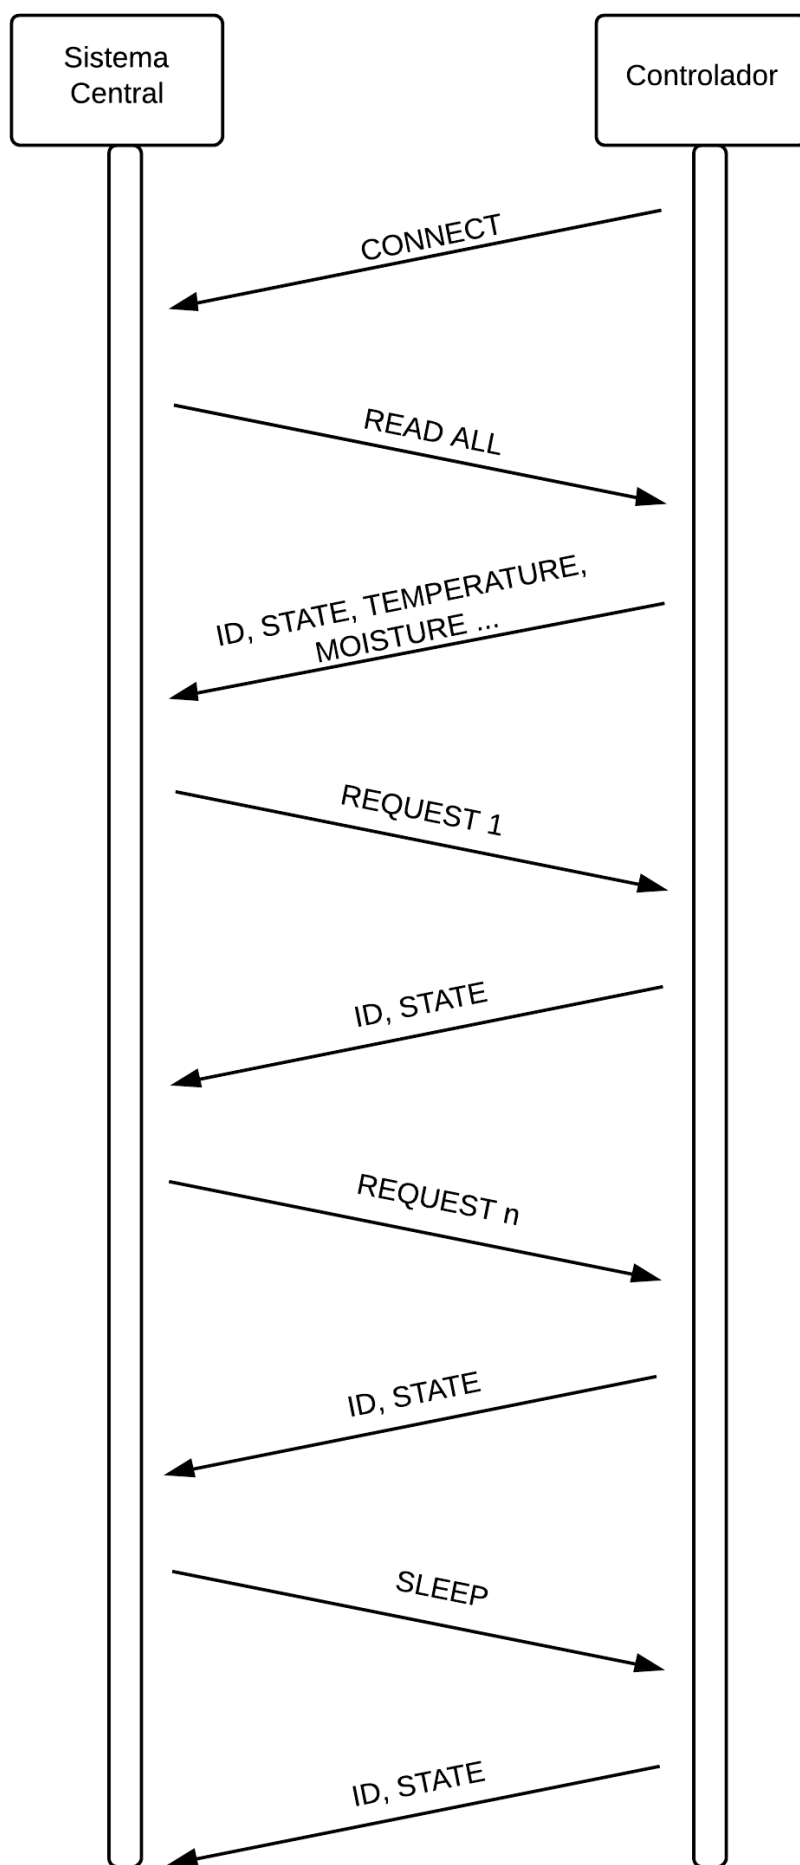 Sistema
Central
Controlador
CONNECT
READ ALL
ID, STATE, TEMPERATURE,
MOISTURE ...
REQUEST 1
ID, STATE
REQUEST n
ID, STATE
SLEEP
ID, STATE